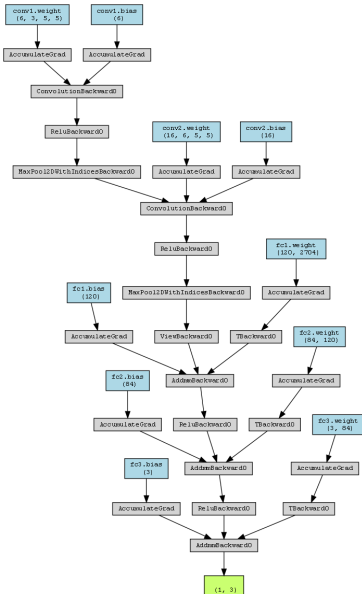 conv1.weight
(6, 3, 5, 5)
conv1.bias
(6)
AccumulateGrad
AccumulateGrad
ConvolutionBackward0
ReluBackward0
conv2.weight
(16, 6, 5, 5)
conv2.bias
(16)
MaxPool2DWithIndicesBackward0
AccumulateGrad
AccumulateGrad
ConvolutionBackward0
ReluBackward0
fc1.weight
(120, 2704)
fc1.bias
(120)
MaxPool2DWithIndicesBackward0
AccumulateGrad
AccumulateGrad
ViewBackward0
TBackward0
fc2.weight
(84, 120)
fc2.bias
(84)
AddmmBackward0
AccumulateGrad
AccumulateGrad
ReluBackward0
TBackward0
fc3.weight
(3, 84)
fc3.bias
(3)
AddmmBackward0
AccumulateGrad
AccumulateGrad
ReluBackward0
TBackward0
AddmmBackward0
(1, 3)